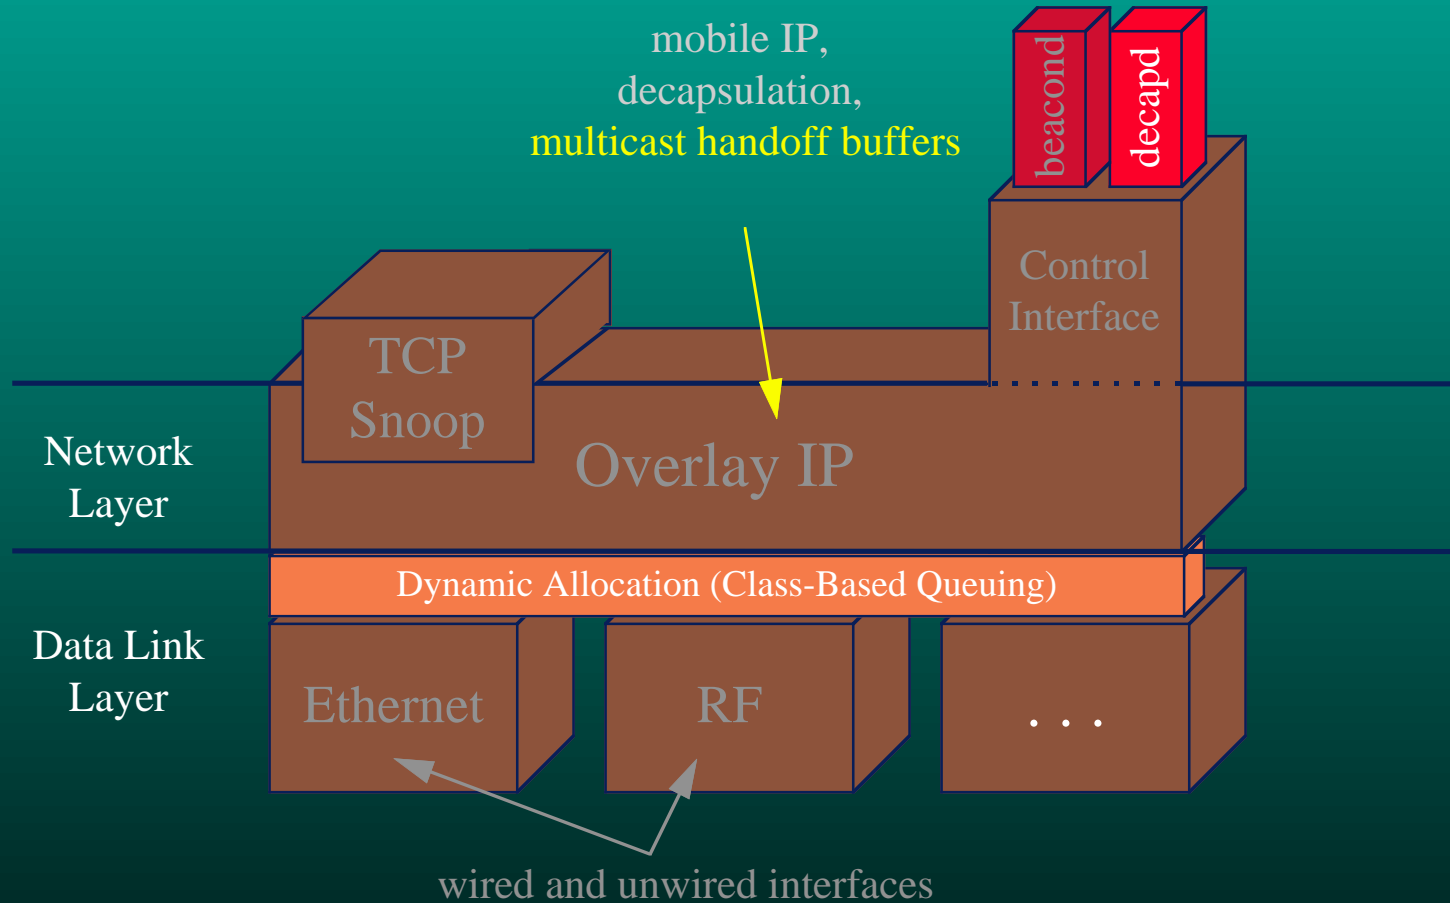 mobile IP,
decapsulation,
multicast handoff buffers
beacond
decapd
Control
Interface
TCP
Snoop
Overlay IP
Network
Layer
Dynamic Allocation (Class-Based Queuing)
Data Link
Layer
Ethernet
RF
. . .
wired and unwired interfaces